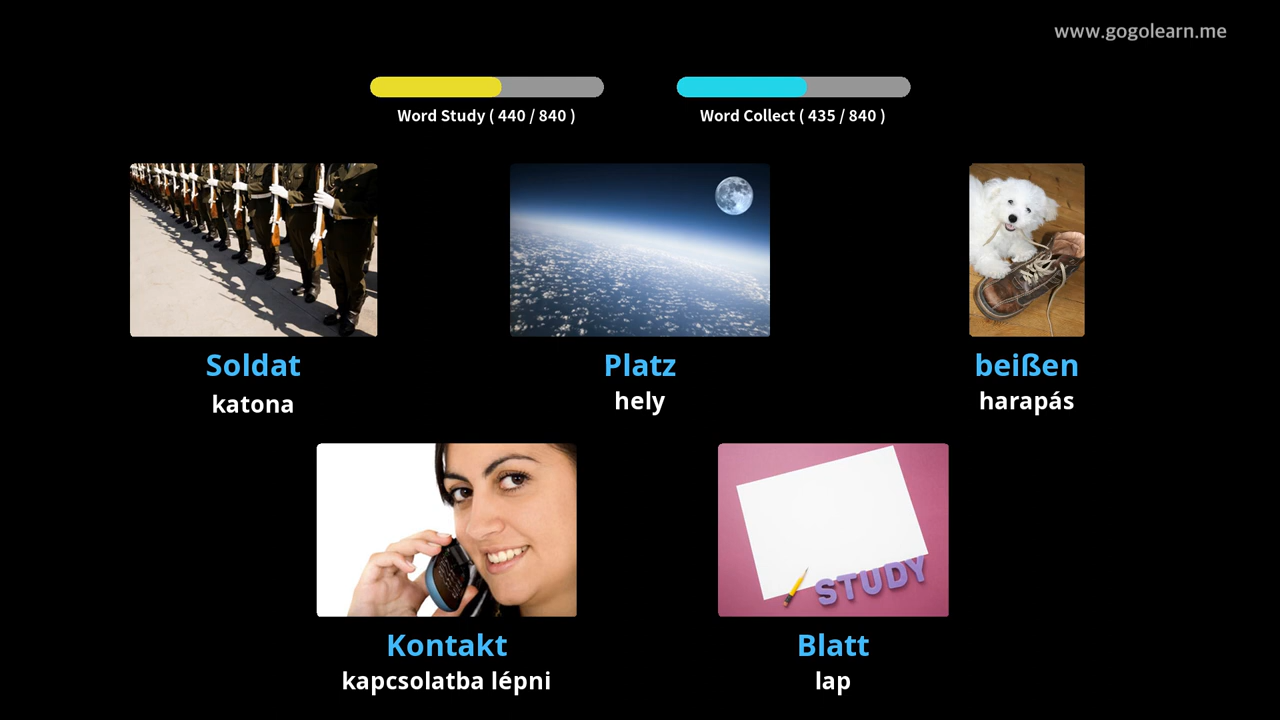 www.gogolearn.me
Word Study ( 440 / 840 )
Word Collect ( 435 / 840 )
Soldat
katona
Platz
hely
beißen
harapás
STUDY
Kontakt
kapcsolatba lépni
Blatt
lap